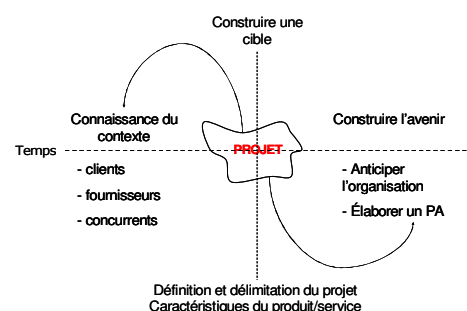 Construire une
cible
Connaissance du
contexte
Construire l'avenir
PROJET
Temps
- clients
- fournisseurs
- concurrents
- Anticiper
l'organisation
- Élaborer un PA
Définition et délimitation du projet
Caractéristiques du produit/service